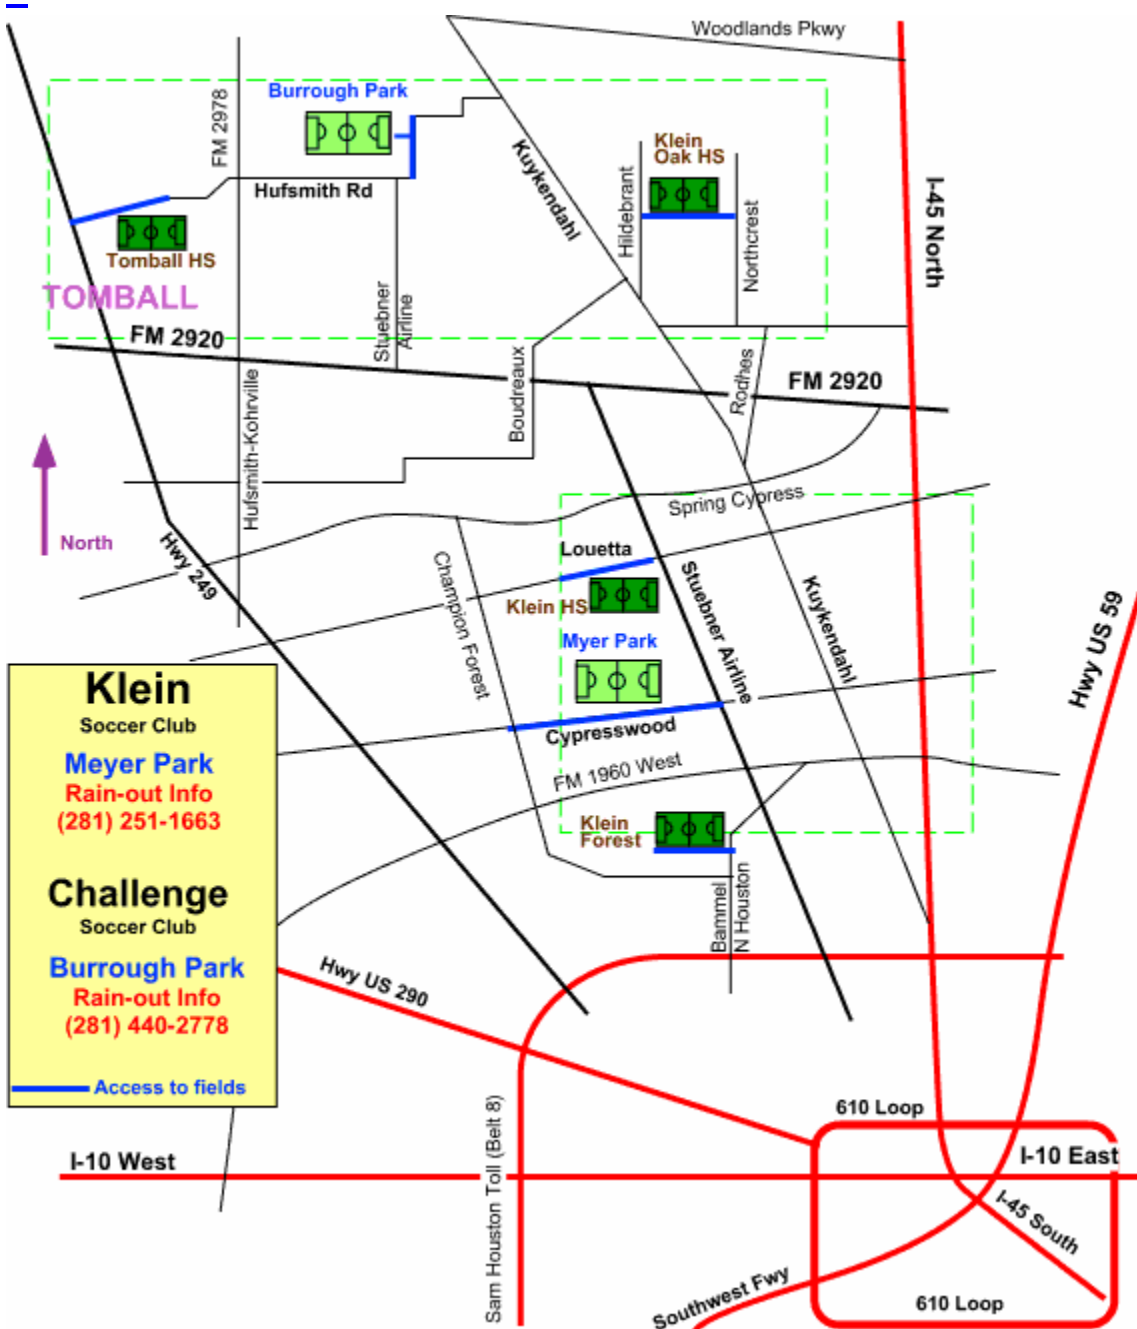 Woodlands Pkwy
Burrough Park
FM 2978
Kuykendahl
Klein
Oak HS
Hildebrant
Northcrest
I-45 North
Hufsmith Rd
Tomball HS
TOMBALL
FM 2920
Stuebner
Airline
Boudreaux
Rodhes
FM 2920
Hufsmith-Kohrville
North
Hwy 249
Spring Cypress
Louetta
Champion Forest
Klein HS
Stuebner Airline
Kuykendahl
Hwy US 59
Myer Park
Cypresswood
FM 1960 West
Klein
Forest
Bammel
N Houston
Klein
Soccer Club
Meyer Park
Rain-out Info
(281) 251-1663
Challenge
Soccer Club
Burrough Park
Rain-out Info
(281) 440-2778
Access to fields
Hwy US 290
Sam Houston Toll (Belt 8)
610 Loop
I-10 West
I-10 East
I-45 South
Southwest Fwy
610 Loop